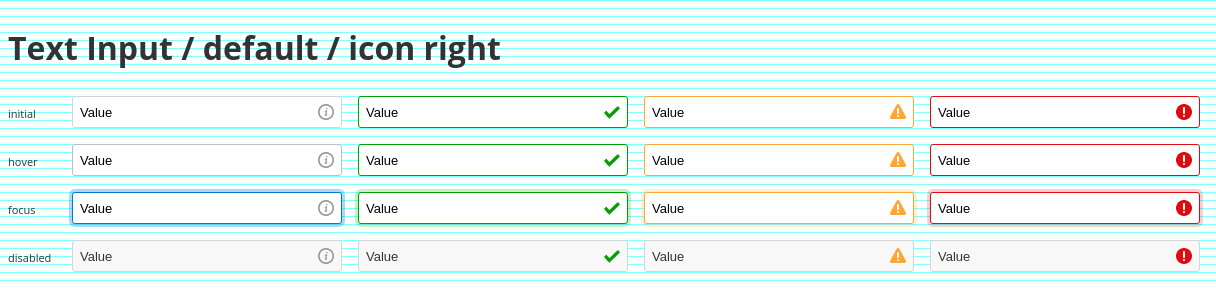 Text Input / default / icon right
initial Value Value Value Value
hover Value Value Value Value
focus Value Value Value Value
disabled Value Value Value Value